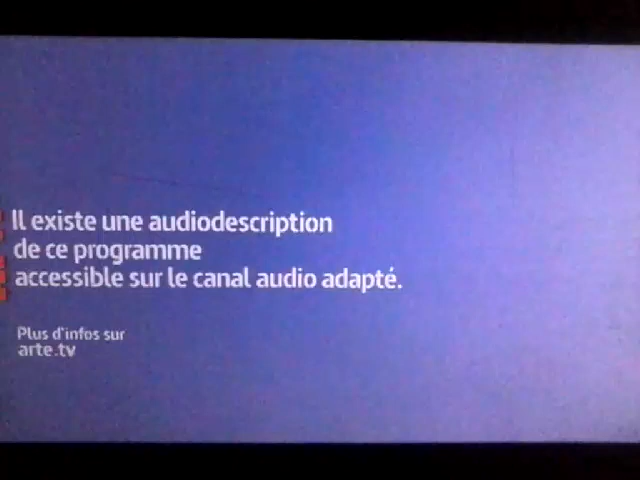 Il existe une audiodescription
de ce programme
accessible sur le canal audio adapté.
Plus d'infos sur
arte.tv